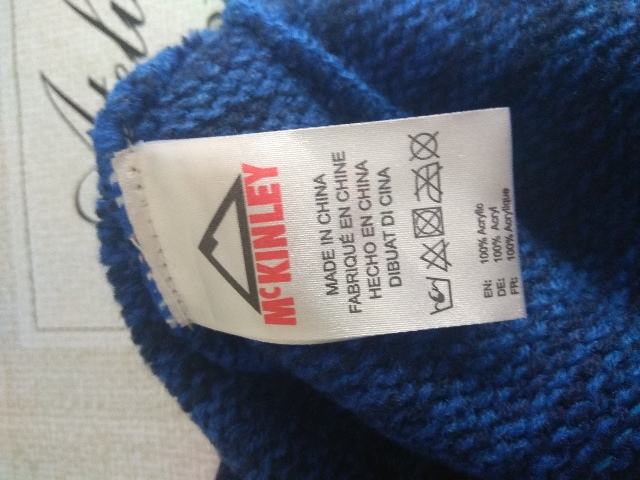 McKINLEY
MADE IN CHINA
FABRIQUÉ EN CHINE
HECHO EN CHINA
DIBUAT DI CINA
EN: 100% Acrylic
DE: 100% Acryl
FR: 100% Acrylique